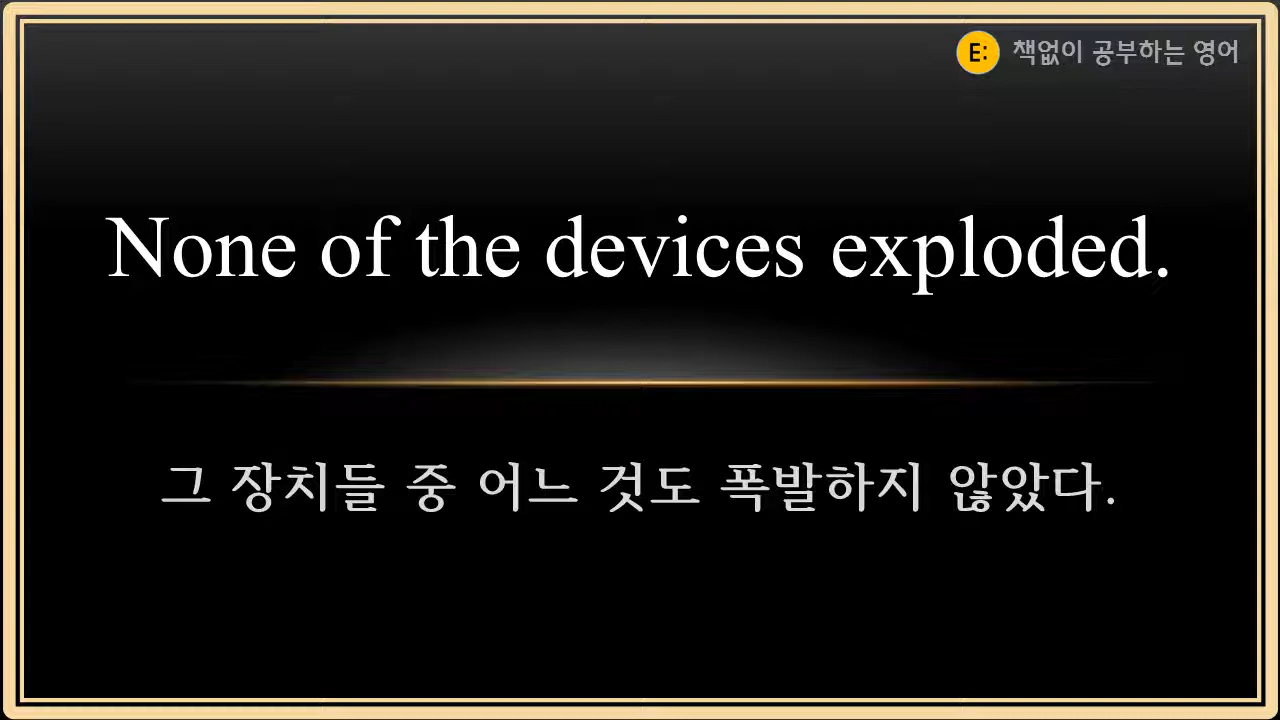 E: 책없이 공부하는 영어
None of the devices exploded.
그 장치들 중 어느 것도 폭발하지 않았다.